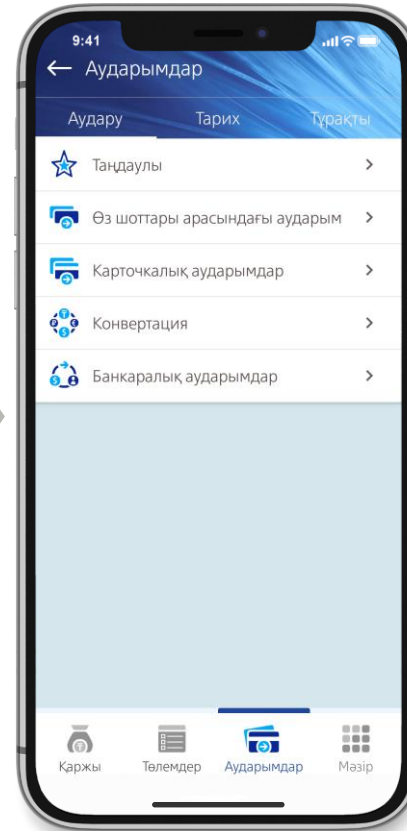 9:41
Аударымдар
Аудару Тарих Тұрақты
Таңдаулы
Өз шоттары арасындағы аударым
Карточкалық аударымдар
Конвертация
Банкаралық аударымдар
Қаржы Төлемдер Аударымдар Мәзір